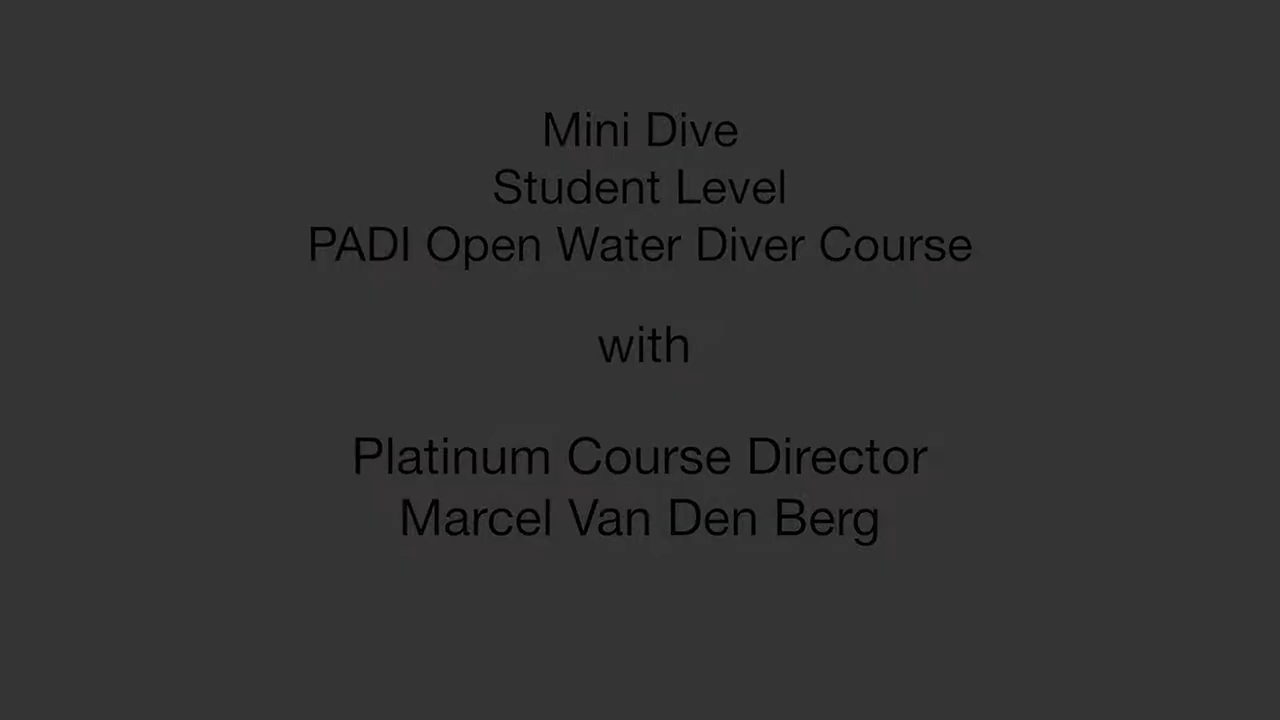 Mini Dive
Student Level
PADI Open Water Diver Course
with
Platinum Course Director
Marcel Van Den Berg